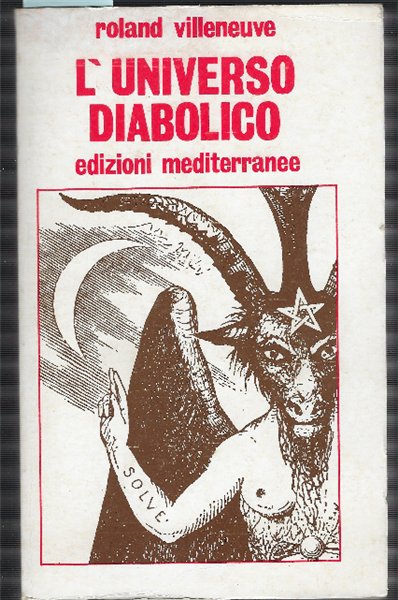 roland villeneuve
L`UNIVERSO
DIABOLICO
edizioni mediterranee
SOLVE